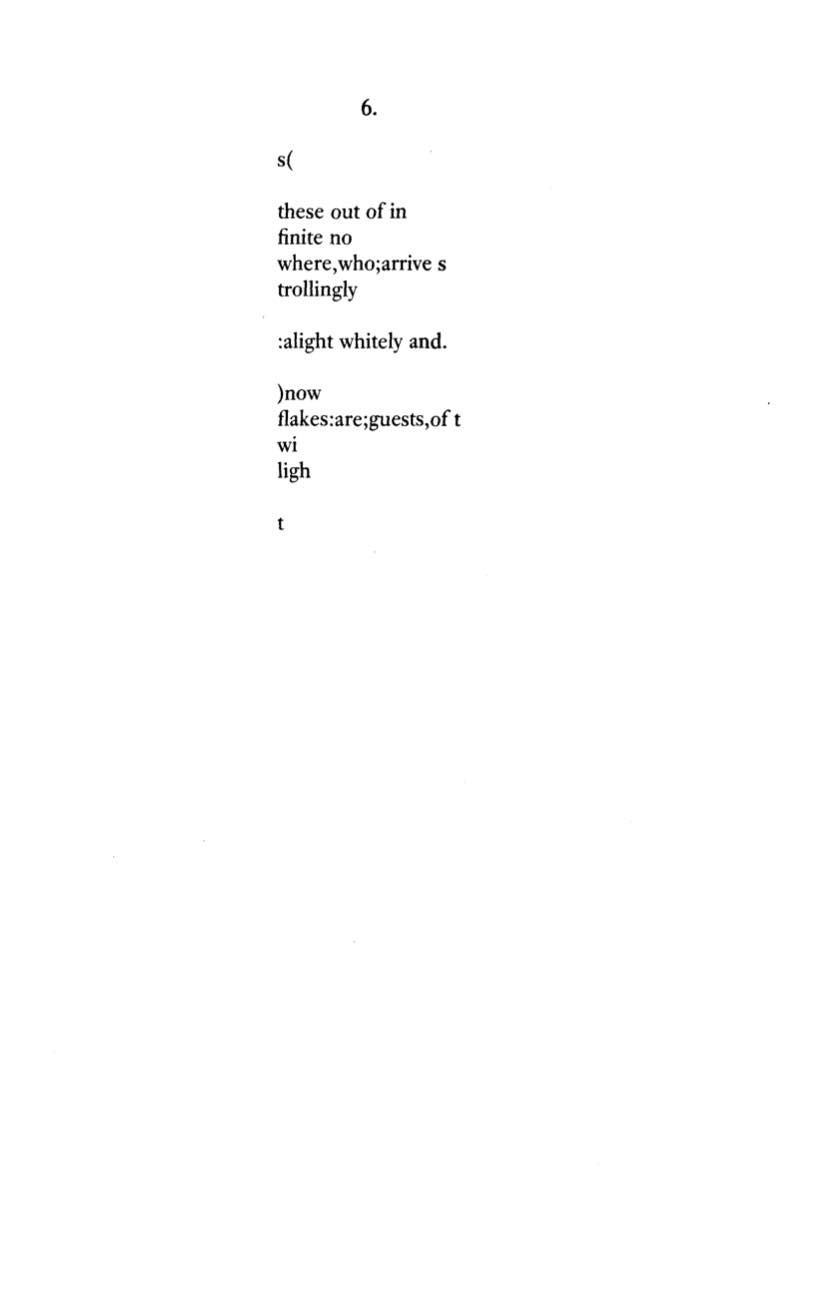 6.
s(
these out of in
finite no
where,who;arrive s
trollingly
:alight whitely and.
)now
flakes:are;guests,of t
wi
ligh
t